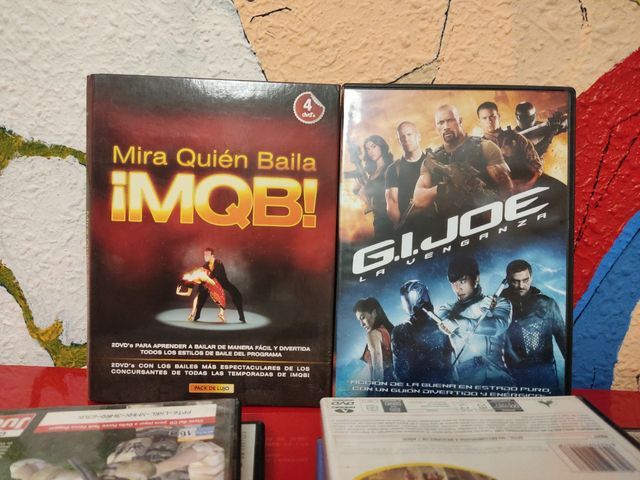 4
dvd's
Mira Quién Baila
¡MQB!
2DVD's PARA APRENDER A BAILAR DE MANERA FÁCIL Y DIVERTIDA
TODOS LOS ESTILOS DE BAILE DEL PROGRAMA
2DVD's CON LOS BAILES MÁS ESPECTACULARES DE LOS
CONCURSANTES DE TODAS LAS TEMPORADAS DE ¡MQB!
PACK DE LUJO
G.I. JOE
LA VENGANZA
"ACCIÓN DE LA BUENA EN ESTADO PURO,
CON UN GUIÓN DIVERTIDO Y ENÉRGICO."
DVD